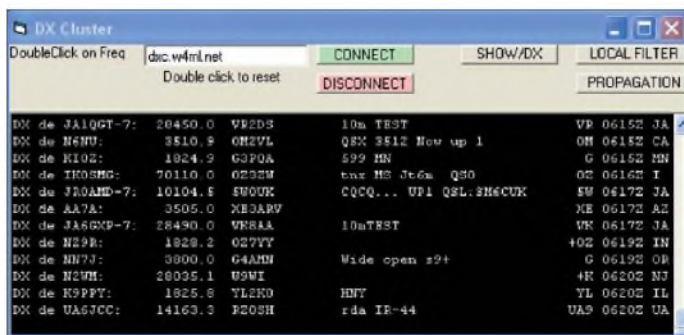 DX Cluster
DoubleClick on Freq dxc.w4ml.net CONNECT SHOW/DX LOCAL FILTER
Double click to reset DISCONNECT PROPAGATION
DX de JA1QGT-7: 28450.0 VR2DS 10m TEST VR 0615Z JA
DX de N6NU: 3510.9 OM2VL QSX 3512 Now up 1 OM 0615Z CA
DX de KI0Z: 1824.9 G3PQA 599 MN G 0615Z MN
DX de IK0SMG: 70110.0 OZ3ZW tnx MS Jt6m QSO OZ 0616Z I
DX de JR0AMD-7: 10104.5 5W0UK CQCQ... UP1 QSL:SM6CUK 5W 0617Z JA
DX de AA7A: 3505.0 XE3ARV XE 0617Z AZ
DX de JA6GXP-7: 28490.0 VK8AA 10mTEST VK 0617Z JA
DX de NZ9R: 1828.2 OZ7YY +OZ 0619Z IN
DX de NN7J: 3800.0 G4AMN Wide open s9+ G 0619Z OR
DX de N2WM: 28035.1 W9WI +K 0620Z NJ
DX de K9PPY: 1825.8 YL2KO HNY YL 0620Z IL
DX de UA6JCC: 14163.3 RZ0SH rda IR-44 UA9 0620Z UA